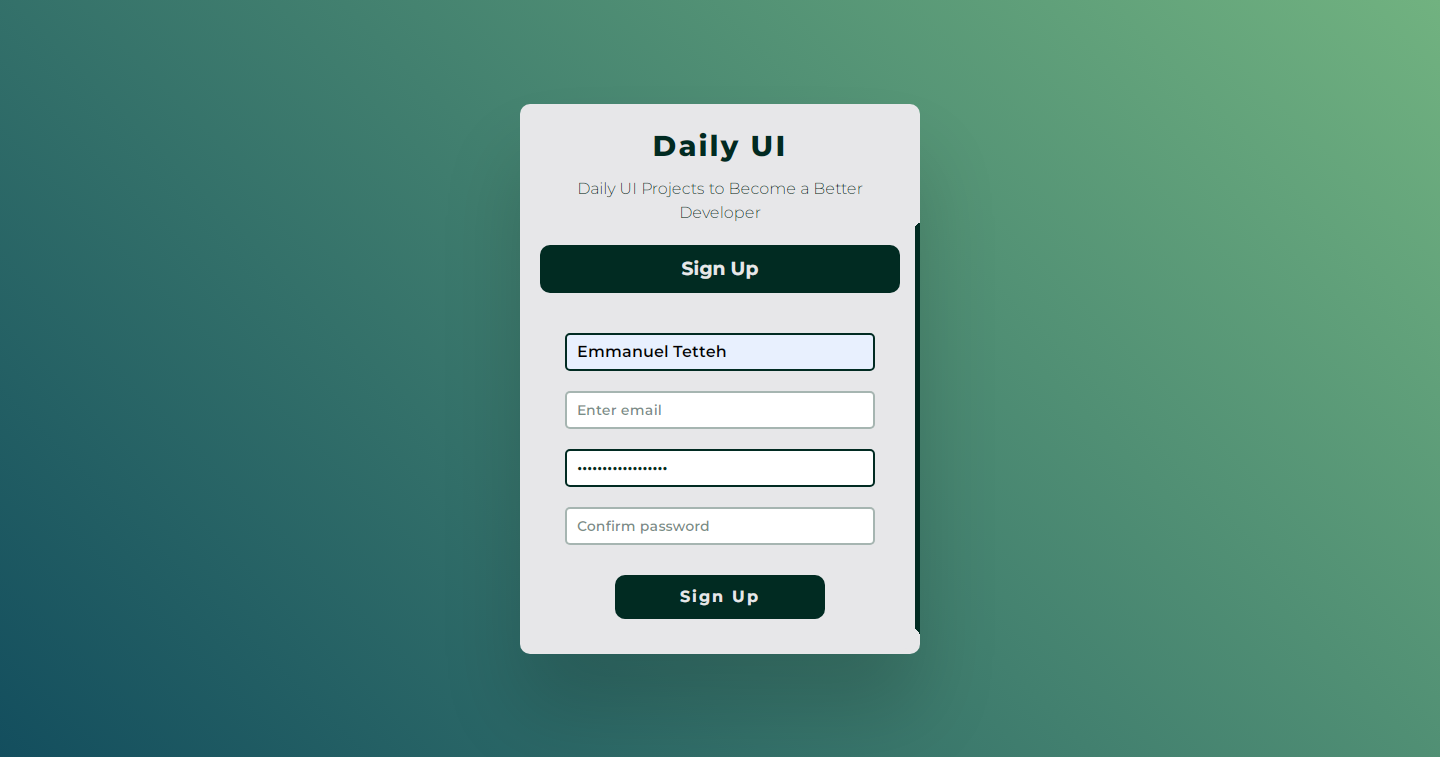 Daily UI
Daily UI Projects to Become a Better
Developer
Sign Up
Emmanuel Tetteh
Enter email
••••••••••••••••••
Confirm password
Sign Up